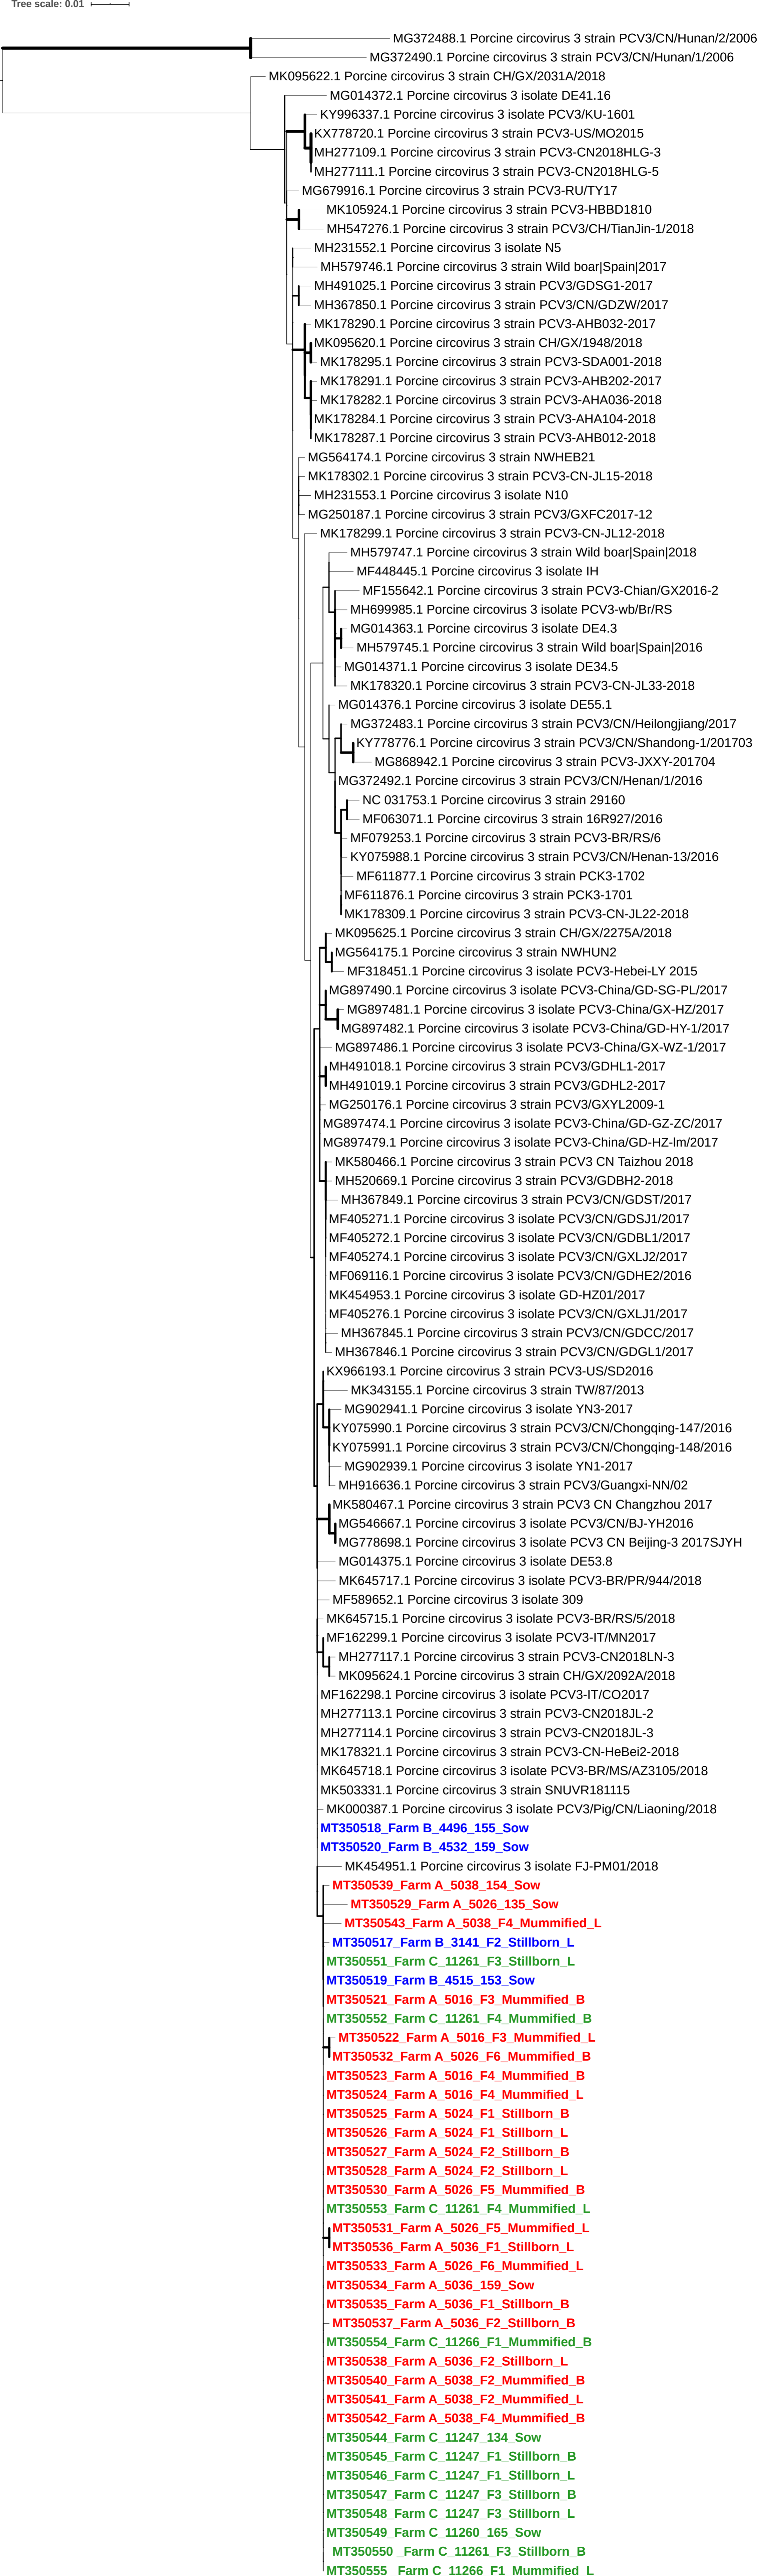 Tree scale: 0.01
MG372488.1 Porcine circovirus 3 strain PCV3/CN/Hunan/2/2006
MG372490.1 Porcine circovirus 3 strain PCV3/CN/Hunan/1/2006
MK095622.1 Porcine circovirus 3 strain CH/GX/2031A/2018
MG014372.1 Porcine circovirus 3 isolate DE41.16
KY996337.1 Porcine circovirus 3 isolate PCV3/KU-1601
KX778720.1 Porcine circovirus 3 strain PCV3-US/MO2015
MH277109.1 Porcine circovirus 3 strain PCV3-CN2018HLG-3
MH277111.1 Porcine circovirus 3 strain PCV3-CN2018HLG-5
MG679916.1 Porcine circovirus 3 strain PCV3-RU/TY17
MK105924.1 Porcine circovirus 3 strain PCV3-HBBD1810
MH547276.1 Porcine circovirus 3 strain PCV3/CH/TianJin-1/2018
MH231552.1 Porcine circovirus 3 isolate N5
MH579746.1 Porcine circovirus 3 strain Wild boar|Spain|2017
MH491025.1 Porcine circovirus 3 strain PCV3/GDSG1-2017
MH367850.1 Porcine circovirus 3 strain PCV3/CN/GDZW/2017
MK178290.1 Porcine circovirus 3 strain PCV3-AHB032-2017
MK095620.1 Porcine circovirus 3 strain CH/GX/1948/2018
MK178295.1 Porcine circovirus 3 strain PCV3-SDA001-2018
MK178291.1 Porcine circovirus 3 strain PCV3-AHB202-2017
MK178282.1 Porcine circovirus 3 strain PCV3-AHA036-2018
MK178284.1 Porcine circovirus 3 strain PCV3-AHA104-2018
MK178287.1 Porcine circovirus 3 strain PCV3-AHB012-2018
MG564174.1 Porcine circovirus 3 strain NWHEB21
MK178302.1 Porcine circovirus 3 strain PCV3-CN-JL15-2018
MH231553.1 Porcine circovirus 3 isolate N10
MG250187.1 Porcine circovirus 3 strain PCV3/GXFC2017-12
MK178299.1 Porcine circovirus 3 strain PCV3-CN-JL12-2018
MH579747.1 Porcine circovirus 3 strain Wild boar|Spain|2018
MF448445.1 Porcine circovirus 3 isolate IH
MF155642.1 Porcine circovirus 3 strain PCV3-Chian/GX2016-2
MH699985.1 Porcine circovirus 3 isolate PCV3-wb/Br/RS
MG014363.1 Porcine circovirus 3 isolate DE4.3
MH579745.1 Porcine circovirus 3 strain Wild boar|Spain|2016
MG014371.1 Porcine circovirus 3 isolate DE34.5
MK178320.1 Porcine circovirus 3 strain PCV3-CN-JL33-2018
MG014376.1 Porcine circovirus 3 isolate DE55.1
MG372483.1 Porcine circovirus 3 strain PCV3/CN/Heilongjiang/2017
KY778776.1 Porcine circovirus 3 strain PCV3/CN/Shandong-1/201703
MG868942.1 Porcine circovirus 3 strain PCV3-JXXY-201704
MG372492.1 Porcine circovirus 3 strain PCV3/CN/Henan/1/2016
NC 031753.1 Porcine circovirus 3 strain 29160
MF063071.1 Porcine circovirus 3 strain 16R927/2016
MF079253.1 Porcine circovirus 3 strain PCV3-BR/RS/6
KY075988.1 Porcine circovirus 3 strain PCV3/CN/Henan-13/2016
MF611877.1 Porcine circovirus 3 strain PCK3-1702
MF611876.1 Porcine circovirus 3 strain PCK3-1701
MK178309.1 Porcine circovirus 3 strain PCV3-CN-JL22-2018
MK095625.1 Porcine circovirus 3 strain CH/GX/2275A/2018
MG564175.1 Porcine circovirus 3 strain NWHUN2
MF318451.1 Porcine circovirus 3 isolate PCV3-Hebei-LY 2015
MG897490.1 Porcine circovirus 3 isolate PCV3-China/GD-SG-PL/2017
MG897481.1 Porcine circovirus 3 isolate PCV3-China/GX-HZ/2017
MG897482.1 Porcine circovirus 3 isolate PCV3-China/GD-HY-1/2017
MG897486.1 Porcine circovirus 3 isolate PCV3-China/GX-WZ-1/2017
MH491018.1 Porcine circovirus 3 strain PCV3/GDHL1-2017
MH491019.1 Porcine circovirus 3 strain PCV3/GDHL2-2017
MG250176.1 Porcine circovirus 3 strain PCV3/GXYL2009-1
MG897474.1 Porcine circovirus 3 isolate PCV3-China/GD-GZ-ZC/2017
MG897479.1 Porcine circovirus 3 isolate PCV3-China/GD-HZ-lm/2017
MK580466.1 Porcine circovirus 3 strain PCV3 CN Taizhou 2018
MH520669.1 Porcine circovirus 3 strain PCV3/GDBH2-2018
MH367849.1 Porcine circovirus 3 strain PCV3/CN/GDST/2017
MF405271.1 Porcine circovirus 3 isolate PCV3/CN/GDSJ1/2017
MF405272.1 Porcine circovirus 3 isolate PCV3/CN/GDBL1/2017
MF405274.1 Porcine circovirus 3 isolate PCV3/CN/GXLJ2/2017
MF069116.1 Porcine circovirus 3 isolate PCV3/CN/GDHE2/2016
MK454953.1 Porcine circovirus 3 isolate GD-HZ01/2017
MF405276.1 Porcine circovirus 3 isolate PCV3/CN/GXLJ1/2017
MH367845.1 Porcine circovirus 3 strain PCV3/CN/GDCC/2017
MH367846.1 Porcine circovirus 3 strain PCV3/CN/GDGL1/2017
KX966193.1 Porcine circovirus 3 strain PCV3-US/SD2016
MK343155.1 Porcine circovirus 3 strain TW/87/2013
MG902941.1 Porcine circovirus 3 isolate YN3-2017
KY075990.1 Porcine circovirus 3 strain PCV3/CN/Chongqing-147/2016
KY075991.1 Porcine circovirus 3 strain PCV3/CN/Chongqing-148/2016
MG902939.1 Porcine circovirus 3 isolate YN1-2017
MH916636.1 Porcine circovirus 3 strain PCV3/Guangxi-NN/02
MK580467.1 Porcine circovirus 3 strain PCV3 CN Changzhou 2017
MG546667.1 Porcine circovirus 3 isolate PCV3/CN/BJ-YH2016
MG778698.1 Porcine circovirus 3 isolate PCV3 CN Beijing-3 2017SJYH
MG014375.1 Porcine circovirus 3 isolate DE53.8
MK645717.1 Porcine circovirus 3 isolate PCV3-BR/PR/944/2018
MF589652.1 Porcine circovirus 3 isolate 309
MK645715.1 Porcine circovirus 3 isolate PCV3-BR/RS/5/2018
MF162299.1 Porcine circovirus 3 isolate PCV3-IT/MN2017
MH277117.1 Porcine circovirus 3 strain PCV3-CN2018LN-3
MK095624.1 Porcine circovirus 3 strain CH/GX/2092A/2018
MF162298.1 Porcine circovirus 3 isolate PCV3-IT/CO2017
MH277113.1 Porcine circovirus 3 strain PCV3-CN2018JL-2
MH277114.1 Porcine circovirus 3 strain PCV3-CN2018JL-3
MK178321.1 Porcine circovirus 3 strain PCV3-CN-HeBei2-2018
MK645718.1 Porcine circovirus 3 isolate PCV3-BR/MS/AZ3105/2018
MK503331.1 Porcine circovirus 3 strain SNUVR181115
MK000387.1 Porcine circovirus 3 isolate PCV3/Pig/CN/Liaoning/2018
MT350518_Farm B_4496_155_Sow
MT350520_Farm B_4532_159_Sow
MK454951.1 Porcine circovirus 3 isolate FJ-PM01/2018
MT350539_Farm A_5038_154_Sow
MT350529_Farm A_5026_135_Sow
MT350543_Farm A_5038_F4_Mummified_L
MT350517_Farm B_3141_F2_Stillborn_L
MT350551_Farm C_11261_F3_Stillborn_L
MT350519_Farm B_4515_153_Sow
MT350521_Farm A_5016_F3_Mummified_B
MT350552_Farm C_11261_F4_Mummified_B
MT350522_Farm A_5016_F3_Mummified_L
MT350532_Farm A_5026_F6_Mummified_B
MT350523_Farm A_5016_F4_Mummified_B
MT350524_Farm A_5016_F4_Mummified_L
MT350525_Farm A_5024_F1_Stillborn_B
MT350526_Farm A_5024_F1_Stillborn_L
MT350527_Farm A_5024_F2_Stillborn_B
MT350528_Farm A_5024_F2_Stillborn_L
MT350530_Farm A_5026_F5_Mummified_B
MT350553_Farm C_11261_F4_Mummified_L
MT350531_Farm A_5026_F5_Mummified_L
MT350536_Farm A_5036_F1_Stillborn_L
MT350533_Farm A_5026_F6_Mummified_L
MT350534_Farm A_5036_159_Sow
MT350535_Farm A_5036_F1_Stillborn_B
MT350537_Farm A_5036_F2_Stillborn_B
MT350554_Farm C_11266_F1_Mummified_B
MT350538_Farm A_5036_F2_Stillborn_L
MT350540_Farm A_5038_F2_Mummified_B
MT350541_Farm A_5038_F2_Mummified_L
MT350542_Farm A_5038_F4_Mummified_B
MT350544_Farm C_11247_134_Sow
MT350545_Farm C_11247_F1_Stillborn_B
MT350546_Farm C_11247_F1_Stillborn_L
MT350547_Farm C_11247_F3_Stillborn_B
MT350548_Farm C_11247_F3_Stillborn_L
MT350549_Farm C_11260_165_Sow
MT350550 _Farm C_11261_F3_Stillborn_B
MT350555_ Farm C_11266_F1_Mummified_L